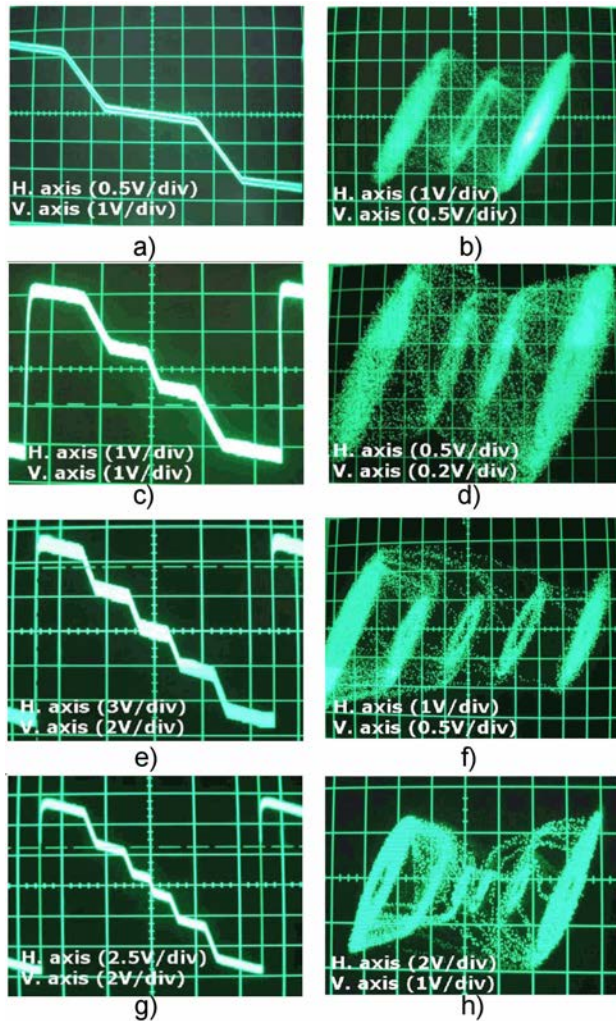 H. axis (0.5V/div)
V. axis (1V/div)
a)
H. axis (1V/div)
V. axis (0.5V/div)
b)
H. axis (1V/div)
V. axis (1V/div)
c)
H. axis (0.5V/div)
V. axis (0.2V/div)
d)
H. axis (3V/div)
V. axis (2V/div)
e)
H. axis (1V/div)
V. axis (0.5V/div)
f)
H. axis (2.5V/div)
V. axis (2V/div)
g)
H. axis (2V/div)
V. axis (1V/div)
h)